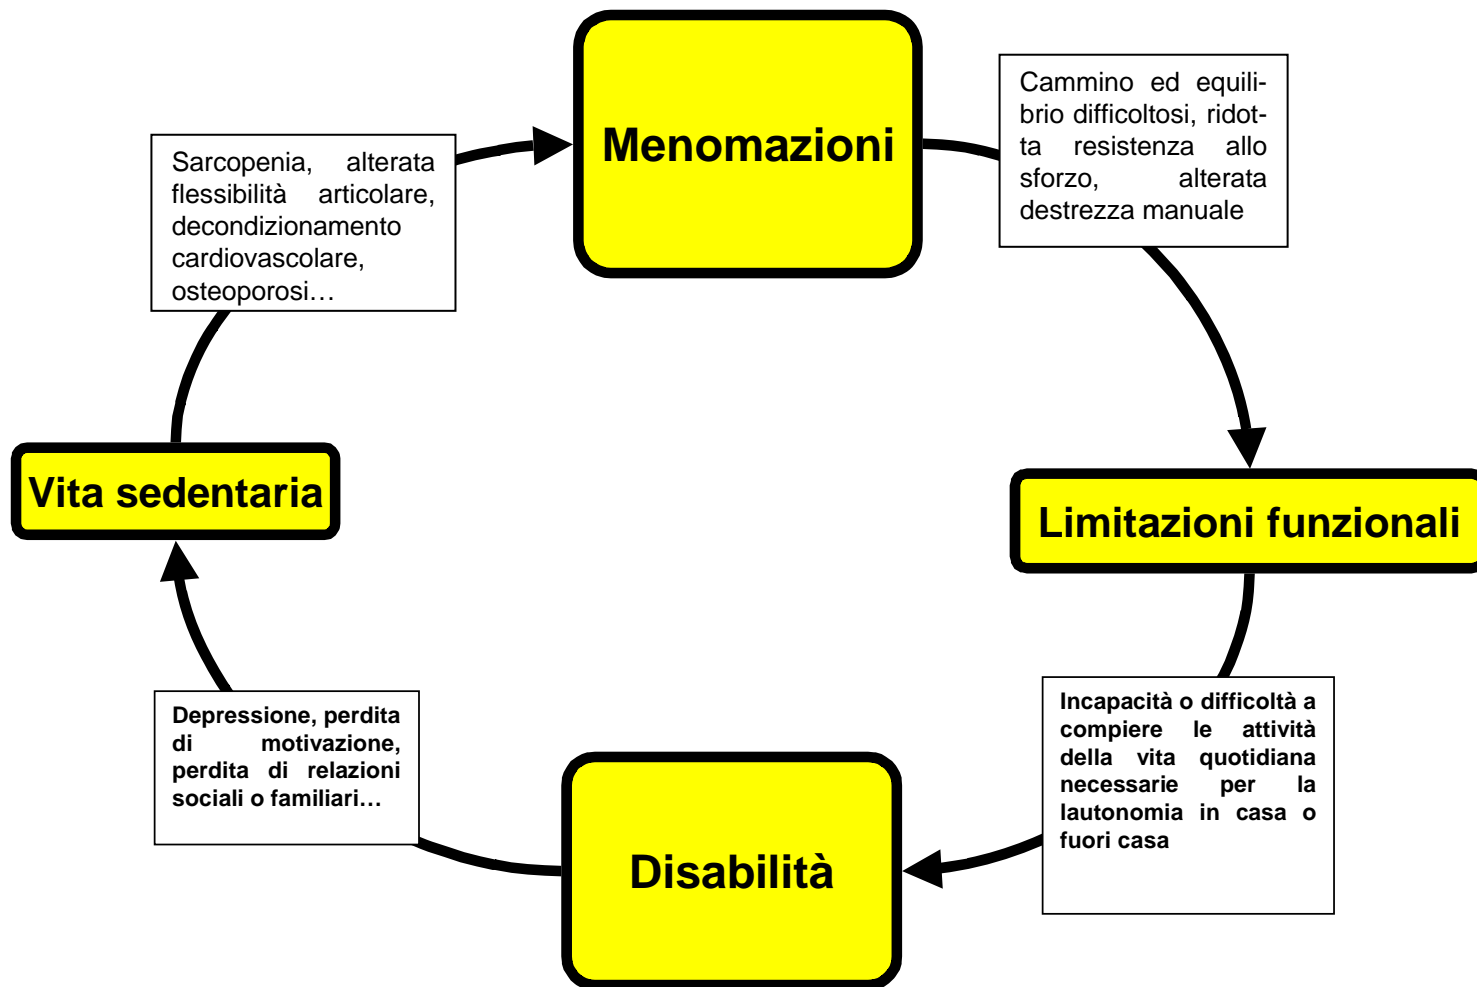 Menomazioni
Cammino ed equili-
brio difficoltosi, ridot-
ta resistenza allo
sforzo, alterata
destrezza manuale
Sarcopenia, alterata
flessibilità articolare,
decondizionamento
cardiovascolare,
osteoporosi…
Vita sedentaria
Limitazioni funzionali
Depressione, perdita
di motivazione,
perdita di relazioni
sociali o familiari…
Incapacità o difficoltà a
compiere le attività
della vita quotidiana
necessarie per la
lautonomia in casa o
fuori casa
Disabilità